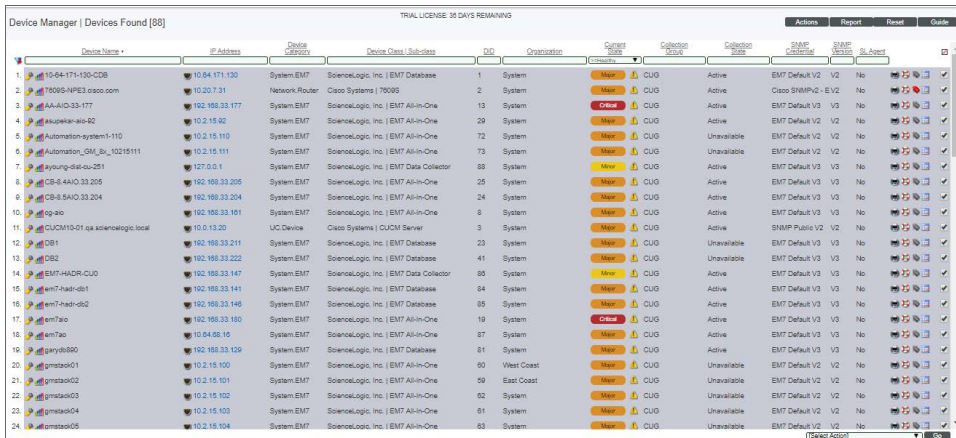 TRIAL LICENSE: 36 DAYS REMAINING
Device Manager | Devices Found [88] Actions Report Reset Guide
Device Name • IP Address Device Category Device Class | Sub-class DID Organization Current State Collection Group Collection State SNMP Credential SNMP Version SL Agent
>=Healthy
1. 10-64-171-130-CDB 10.64.171.130 System.EM7 ScienceLogic, Inc. | EM7 Database 1 System Major CUG Active EM7 Default V2 V2 No
2. 7609S-NPE3.cisco.com 10.20.7.31 Network.Router Cisco Systems | 7609S 2 System Major CUG Active Cisco SNMPv2 - E V2 No
3. AA-AIO-33-177 192.168.33.177 System.EM7 ScienceLogic, Inc. | EM7 All-In-One 13 System Critical CUG Active EM7 Default V3 V3 No
4. asupekar-aio-92 10.2.15.92 System.EM7 ScienceLogic, Inc. | EM7 All-In-One 29 System Major CUG Active EM7 Default V2 V2 No
5. Automation-system1-110 10.2.15.110 System.EM7 ScienceLogic, Inc. | EM7 All-In-One 72 System Major CUG Unavailable EM7 Default V2 V2 No
6. Automation_GM_8x_10215111 10.2.15.111 System.EM7 ScienceLogic, Inc. | EM7 All-In-One 73 System Major CUG Unavailable EM7 Default V2 V2 No
7. ayoung-dist-cu-251 127.0.0.1 System.EM7 ScienceLogic, Inc. | EM7 Data Collector 88 System Minor CUG Active EM7 Default V3 V3 No
8. CB-8.4AIO.33.205 192.168.33.205 System.EM7 ScienceLogic, Inc. | EM7 All-In-One 25 System Major CUG Active EM7 Default V3 V3 No
9. CB-8.5AIO.33.204 192.168.33.204 System.EM7 ScienceLogic, Inc. | EM7 All-In-One 24 System Major CUG Active EM7 Default V3 V3 No
10. cg-aio 192.168.33.161 System.EM7 ScienceLogic, Inc. | EM7 All-In-One 8 System Major CUG Active EM7 Default V3 V3 No
11. CUCM10-01.qa.sciencelogic.local 10.0.13.20 UC.Device Cisco Systems | CUCM Server 3 System Major CUG Active SNMP Public V2 V2 No
12. DB1 192.168.33.211 System.EM7 ScienceLogic, Inc. | EM7 Database 23 System Major CUG Unavailable EM7 Default V3 V3 No
13. DB2 192.168.33.222 System.EM7 ScienceLogic, Inc. | EM7 Database 41 System Major CUG Unavailable EM7 Default V3 V3 No
14. EM7-HADR-CU0 192.168.33.147 System.EM7 ScienceLogic, Inc. | EM7 Data Collector 86 System Minor CUG Active EM7 Default V3 V3 No
15. em7-hadr-db1 192.168.33.141 System.EM7 ScienceLogic, Inc. | EM7 Database 84 System Major CUG Active EM7 Default V3 V3 No
16. em7-hadr-db2 192.168.33.146 System.EM7 ScienceLogic, Inc. | EM7 Database 85 System Major CUG Active EM7 Default V3 V3 No
17. em7aio 192.168.33.180 System.EM7 ScienceLogic, Inc. | EM7 All-In-One 19 System Critical CUG Active EM7 Default V3 V3 No
18. em7ao 10.64.68.16 System.EM7 ScienceLogic, Inc. | EM7 All-In-One 87 System Major CUG Active EM7 Default V3 V3 No
19. garydb890 192.168.33.129 System.EM7 ScienceLogic, Inc. | EM7 Database 81 System Major CUG Active EM7 Default V3 V3 No
20. gmstack01 10.2.15.100 System.EM7 ScienceLogic, Inc. | EM7 All-In-One 60 West Coast Major CUG Unavailable EM7 Default V2 V2 No
21. gmstack02 10.2.15.101 System.EM7 ScienceLogic, Inc. | EM7 All-In-One 59 East Coast Major CUG Unavailable EM7 Default V2 V2 No
22. gmstack03 10.2.15.102 System.EM7 ScienceLogic, Inc. | EM7 All-In-One 62 System Major CUG Unavailable EM7 Default V2 V2 No
23. gmstack04 10.2.15.103 System.EM7 ScienceLogic, Inc. | EM7 All-In-One 61 System Major CUG Unavailable EM7 Default V2 V2 No
24. gmstack05 10.2.15.104 System.EM7 ScienceLogic, Inc. | EM7 All-In-One 63 System Major CUG Unavailable EM7 Default V2 V2 No
[Select Action] Go